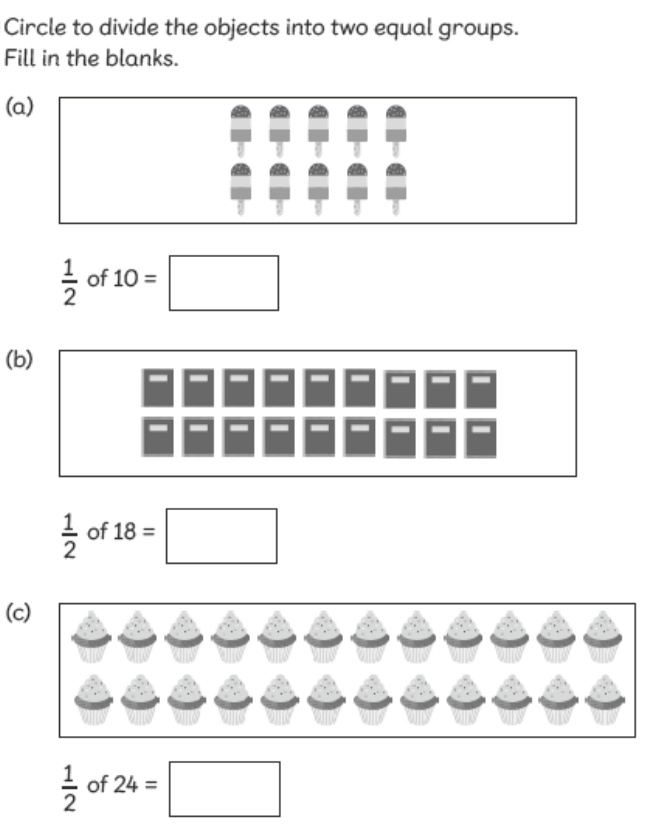 Circle to divide the objects into two equal groups.
Fill in the blanks.
(a)
1/2 of 10 =
(b)
1/2 of 18 =
(c)
1/2 of 24 =